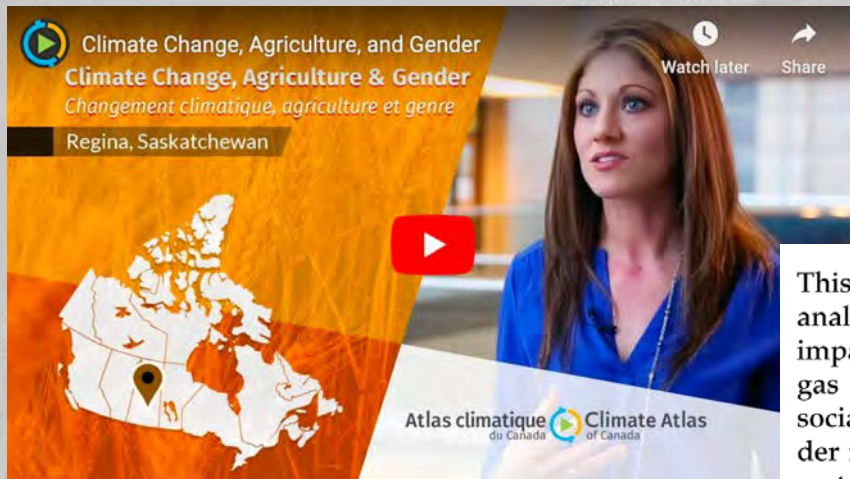 Climate Change, Agriculture, and Gender
Watch later
Share
Climate Change, Agriculture & Gender
Changement climatique, agriculture et genre
Regina, Saskatchewan
Atlas climatique
du Canada
Climate Atlas
of Canada
This
anal
impa
gas
socia
der